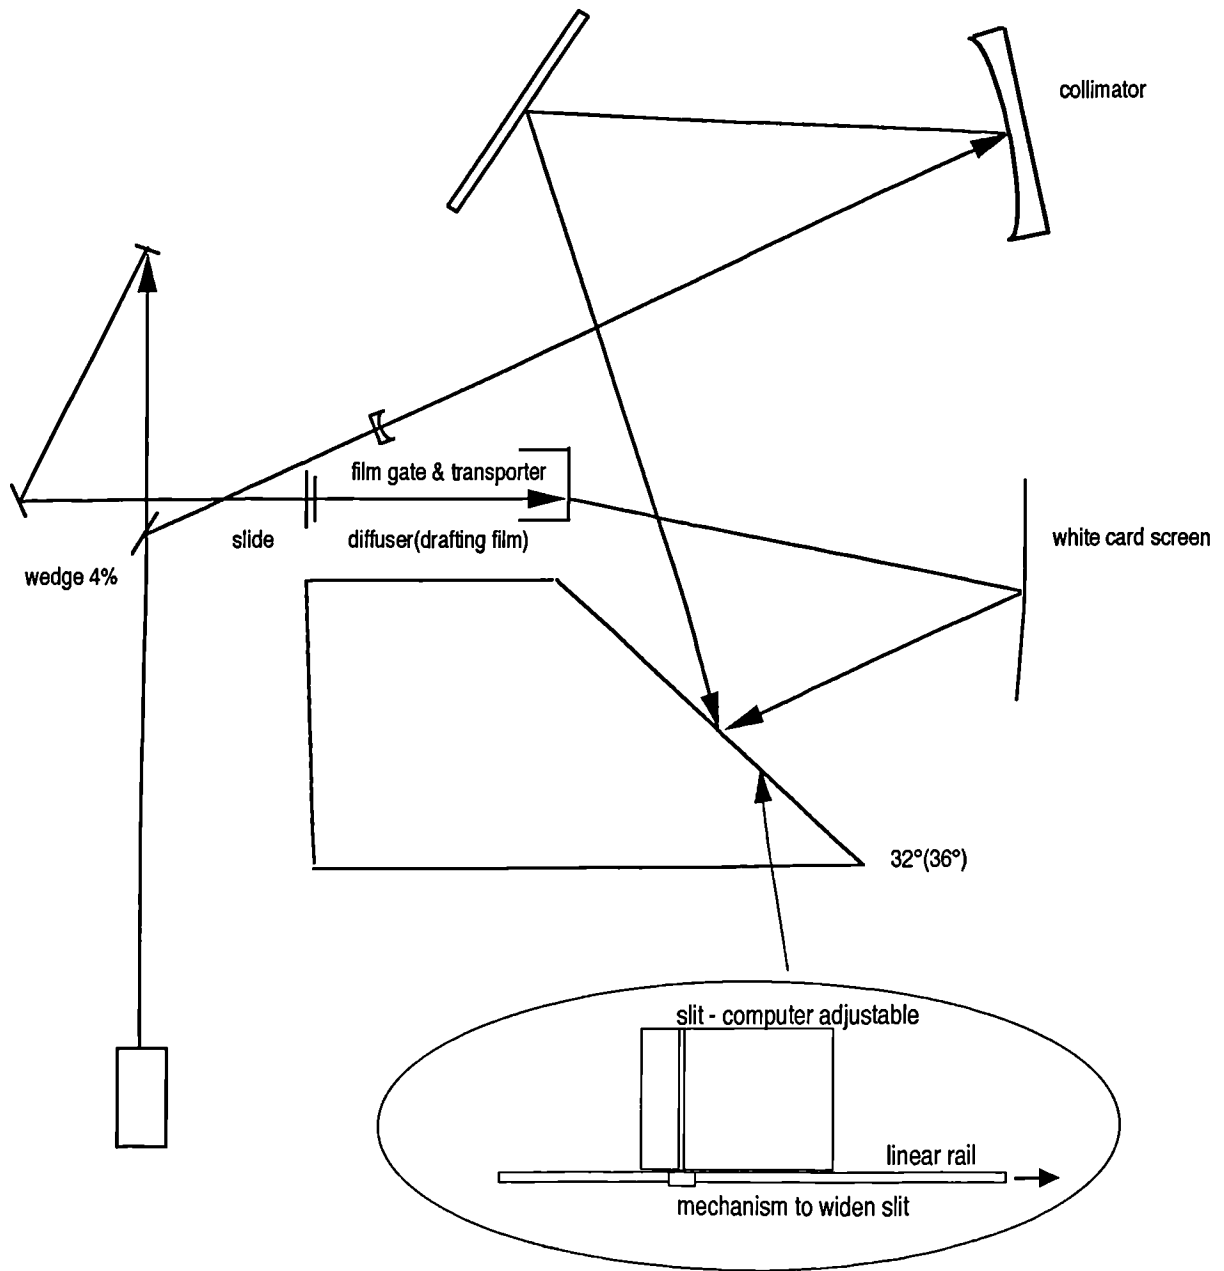 collimator
film gate & transporter
slide
diffuser(drafting film)
white card screen
wedge 4%
32°(36°)
slit - computer adjustable
linear rail
mechanism to widen slit